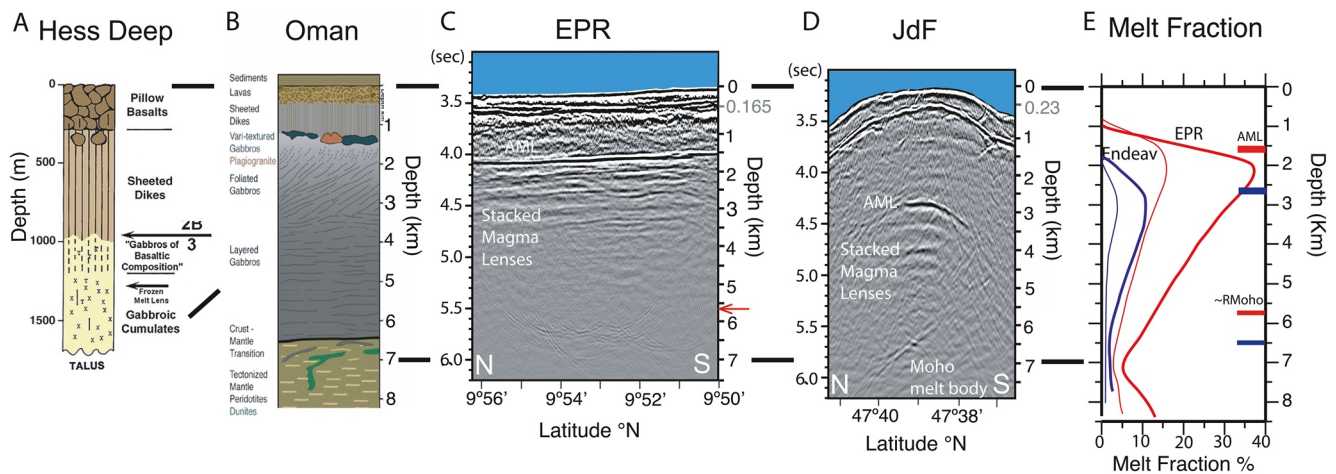 A Hess Deep
Depth (m)
0
500
1000
1500
Pillow
Basalts
Sheeted
Dikes
2B
3
"Gabbros of
Basaltic
Composition"
Frozen
Melt Lens
Gabbroic
Cumulates
TALUS
B Oman
Sediments
Lavas
Sheeted
Dikes
Vari-textured
Gabbros
Plagiogranite
Foliated
Gabbros
Layered
Gabbros
Crust -
Mantle
Transition
Tectonized
Mantle
Peridotites
Dunites
1
2
3
4
5
6
7
8
Depth (km)
C EPR
(sec)
3.5
4.0
4.5
5.0
5.5
6.0
AML
Stacked
Magma
Lenses
N
S
0
0.165
1
2
3
4
5
6
7
Depth (km)
9°56' 9°54' 9°52' 9°50'
Latitude °N
D JdF
(sec)
3.5
4.0
4.5
5.0
5.5
6.0
AML
Stacked
Magma
Lenses
Moho
melt body
N
S
0
0.23
1
2
3
4
5
6
7
Depth (km)
47°40 47°38'
Latitude °N
E Melt Fraction
EPR
Endeav
AML
~RMoho
0
1
2
3
4
5
6
7
8
Depth (km)
0 10 20 30 40
Melt Fraction %